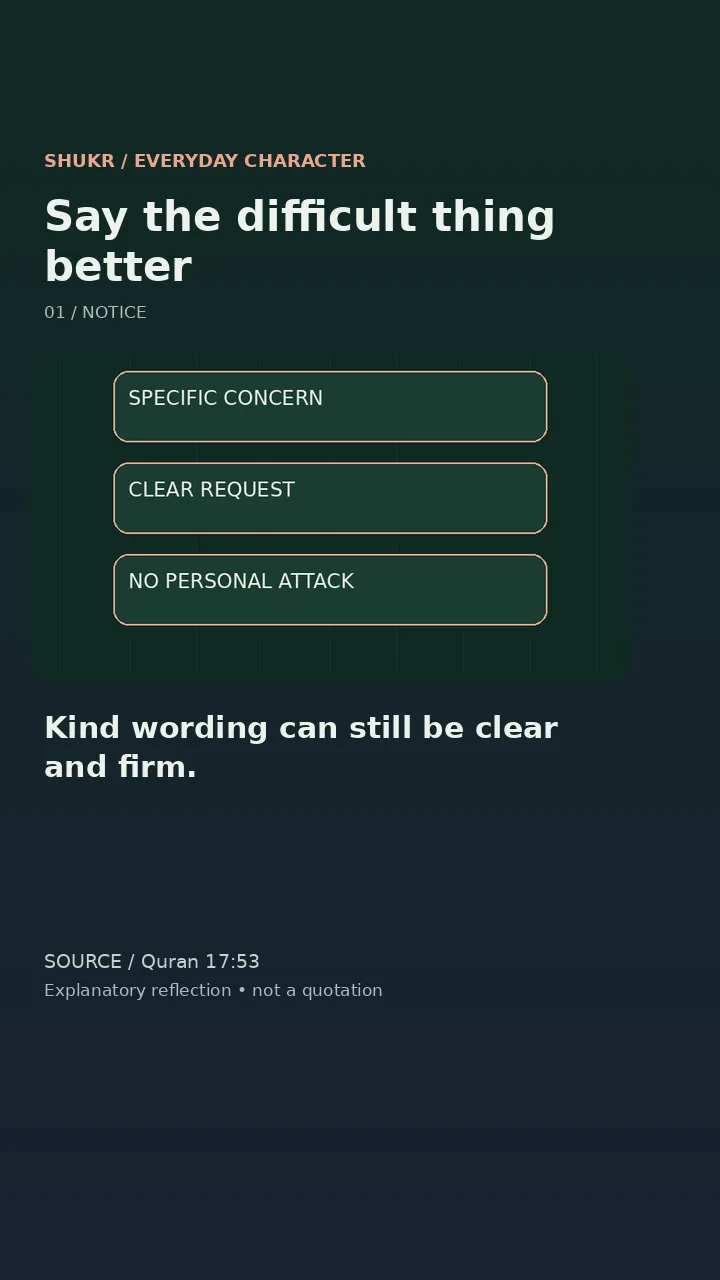 SHUKR / EVERYDAY CHARACTER
Say the difficult thing
better
01 / NOTICE
SPECIFIC CONCERN
CLEAR REQUEST
NO PERSONAL ATTACK
Kind wording can still be clear
and firm.
SOURCE / Quran 17:53
Explanatory reflection • not a quotation